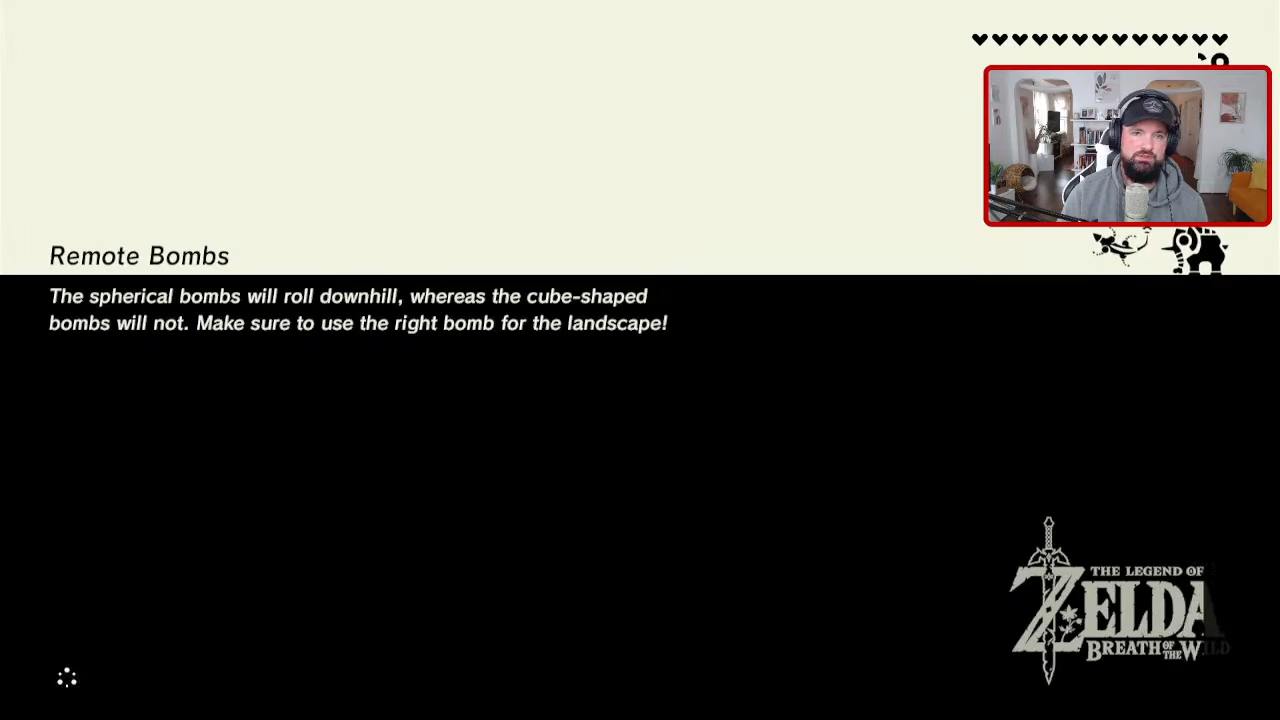 Remote Bombs
The spherical bombs will roll downhill, whereas the cube-shaped
bombs will not. Make sure to use the right bomb for the landscape!
THE LEGEND OF
ZELDA
BREATH OF THE WILD